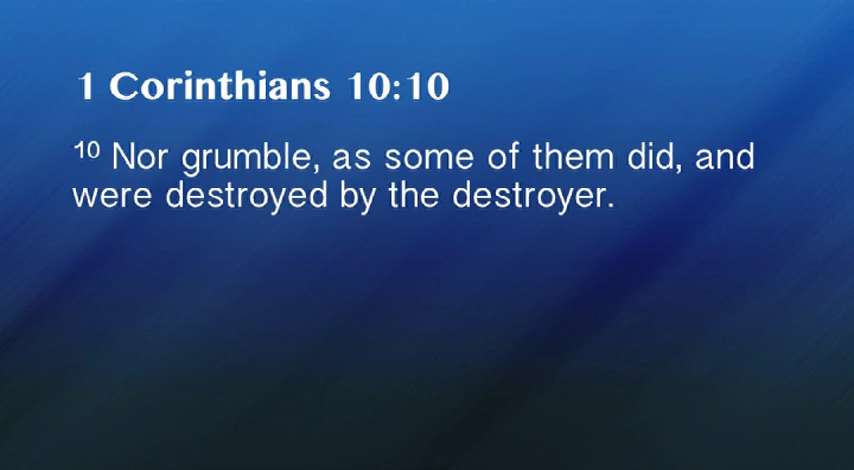 1 Corinthians 10:10
¹⁰ Nor grumble, as some of them did, and
were destroyed by the destroyer.